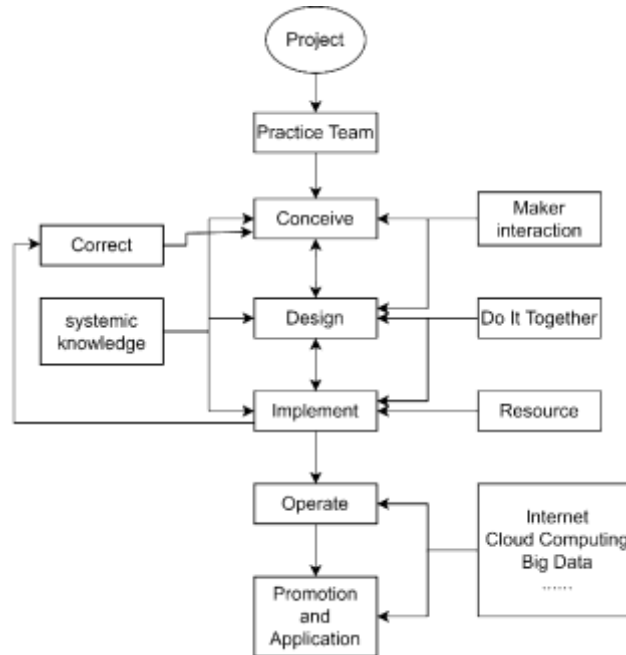 Project
Practice Team
Conceive
Maker
interaction
Correct
systemic
knowledge
Design
Do It Together
Implement
Resource
Operate
Internet
Cloud Computing
Big Data
......
Promotion
and
Application